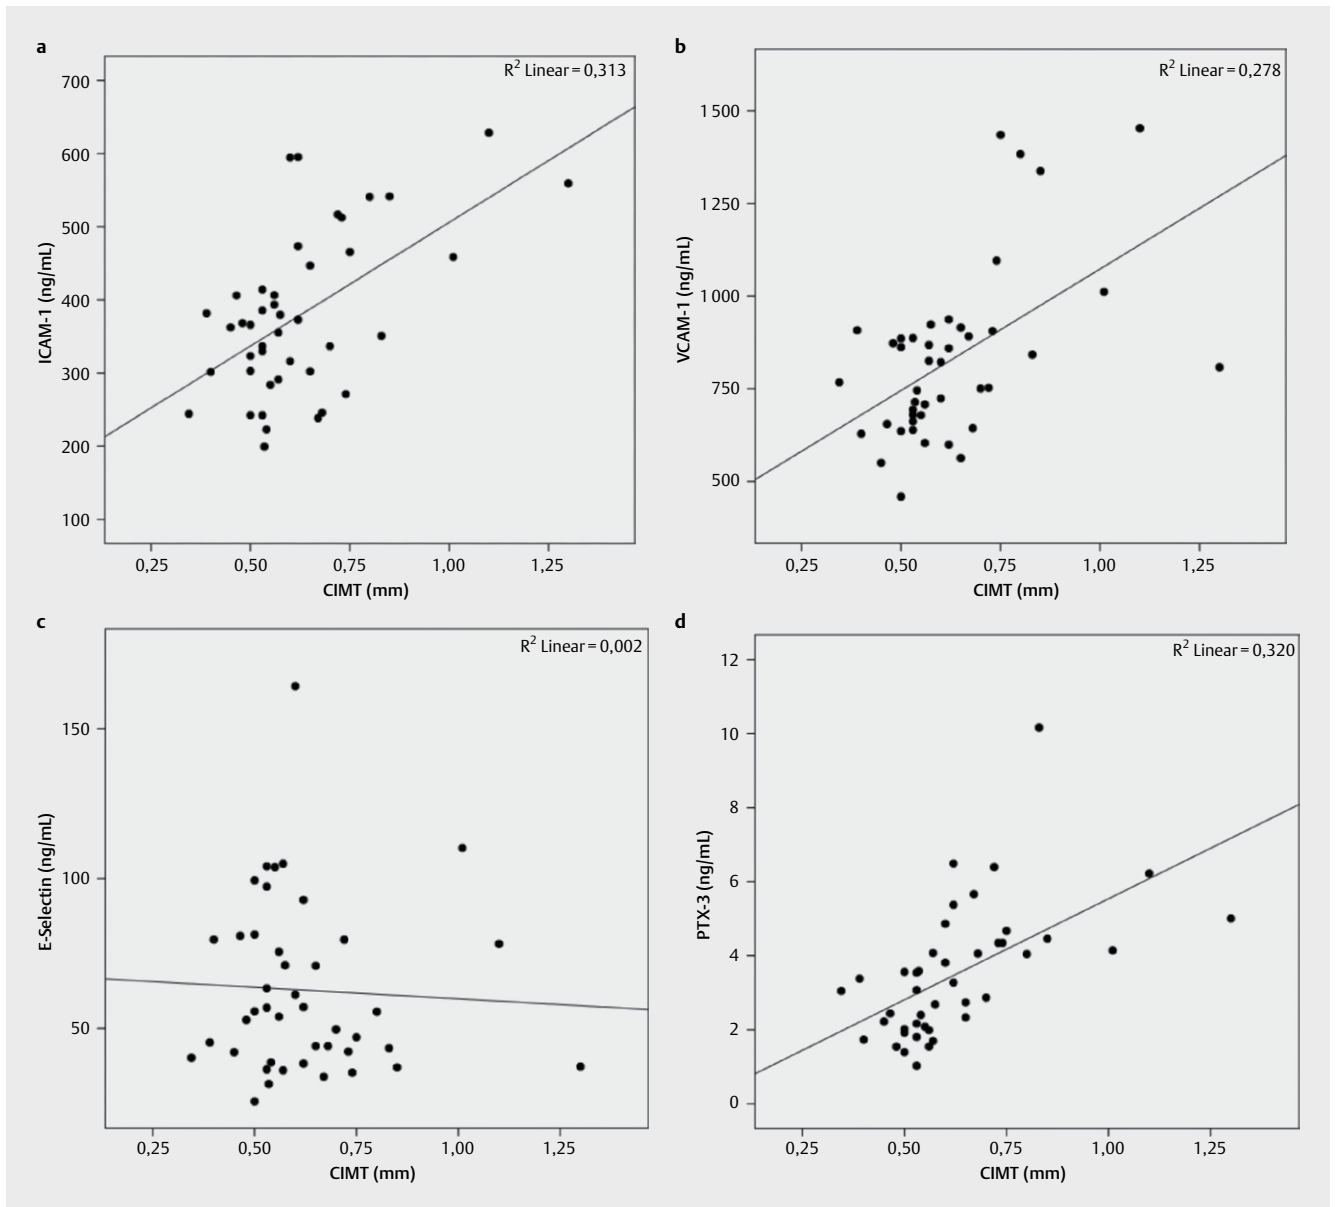 a
R² Linear = 0,313
700
600
500
400
300
200
100
ICAM-1 (ng/mL)
0,25 0,50 0,75 1,00 1,25
CIMT (mm)
b
R² Linear = 0,278
1 500
1 250
1 000
750
500
VCAM-1 (ng/mL)
0,25 0,50 0,75 1,00 1,25
CIMT (mm)
c
R² Linear = 0,002
150
100
50
E-Selectin (ng/mL)
0,25 0,50 0,75 1,00 1,25
CIMT (mm)
d
R² Linear = 0,320
12
10
8
6
4
2
0
PTX-3 (ng/mL)
0,25 0,50 0,75 1,00 1,25
CIMT (mm)